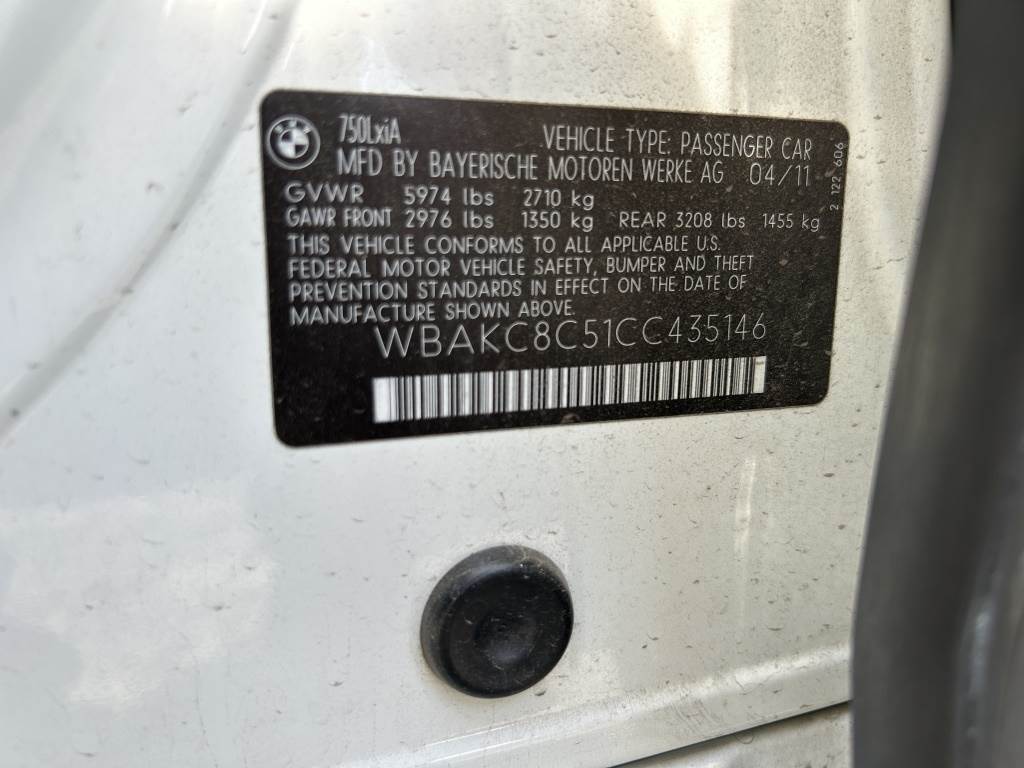 750LxiA VEHICLE TYPE: PASSENGER CAR
MFD BY BAYERISCHE MOTOREN WERKE AG 04/11
GVWR 5974 lbs 2710 kg
GAWR FRONT 2976 lbs 1350 kg REAR 3208 lbs 1455 kg
THIS VEHICLE CONFORMS TO ALL APPLICABLE U.S.
FEDERAL MOTOR VEHICLE SAFETY, BUMPER AND THEFT
PREVENTION STANDARDS IN EFFECT ON THE DATE OF
MANUFACTURE SHOWN ABOVE.
WBAKC8C51CC435146
2 122 606